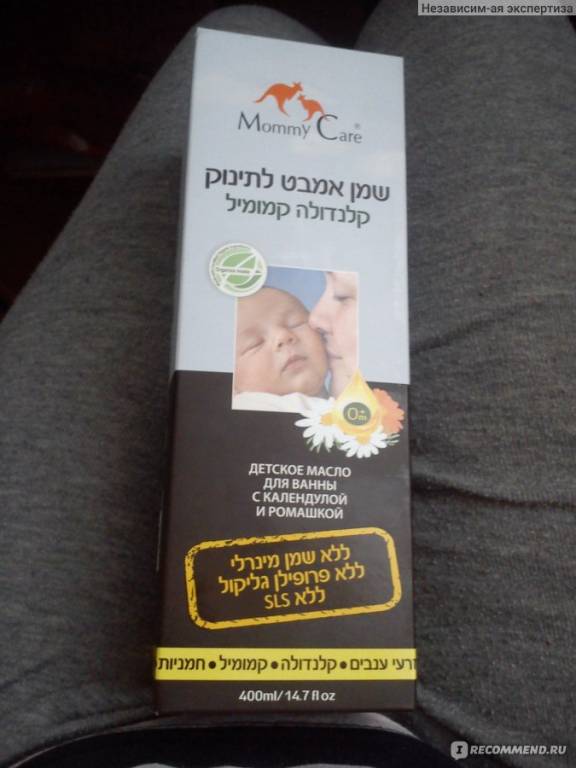 Независим-ая экспертиза
Mommy Care®
שמן אמבט לתינוק
קלנדולה קמומיל
0+
m
ДЕТСКОЕ МАСЛО
ДЛЯ ВАННЫ
С КАЛЕНДУЛОЙ
И РОМАШКОЙ
ללא שמן מינרלי
ללא פרופילן גליקול
ללא SLS
זרעי ענבים • קלנדולה • קמומיל • חמניות
400ml/14.7 fl oz
IRECOMMEND.RU